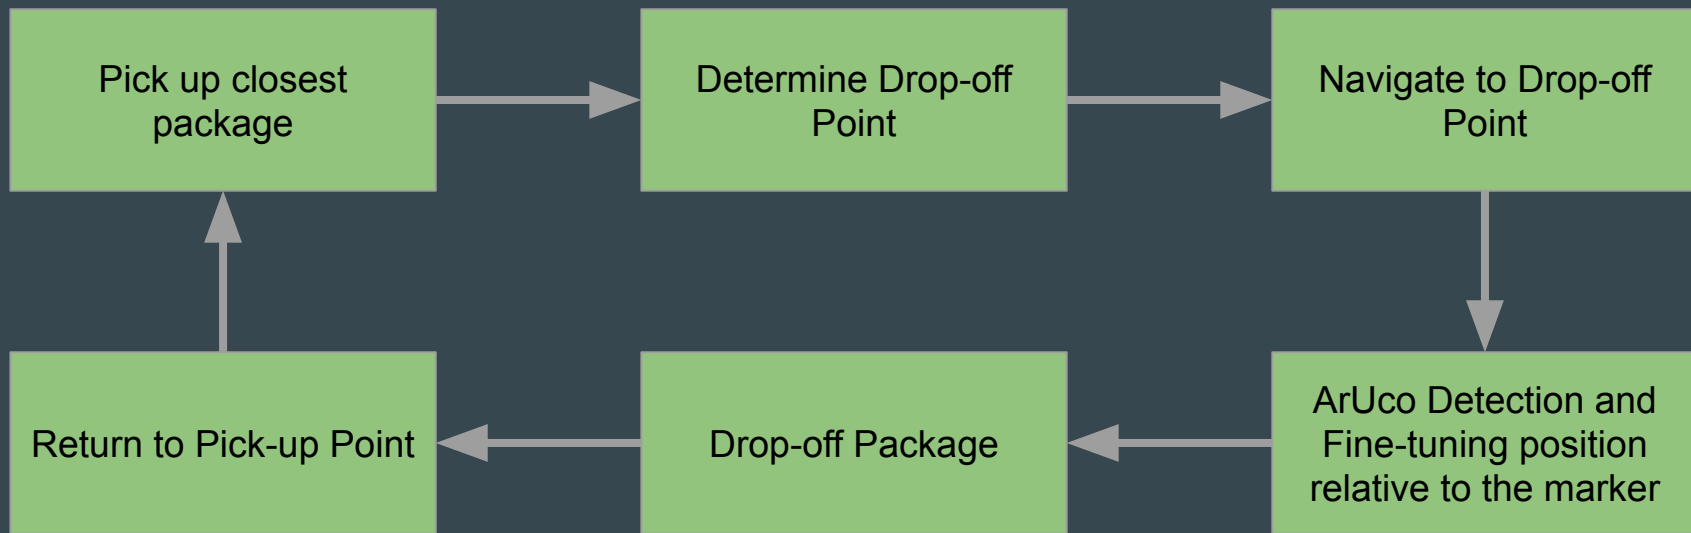 Pick up closest
package
Determine Drop-off
Point
Navigate to Drop-off
Point
ArUco Detection and
Fine-tuning position
relative to the marker
Drop-off Package
Return to Pick-up Point